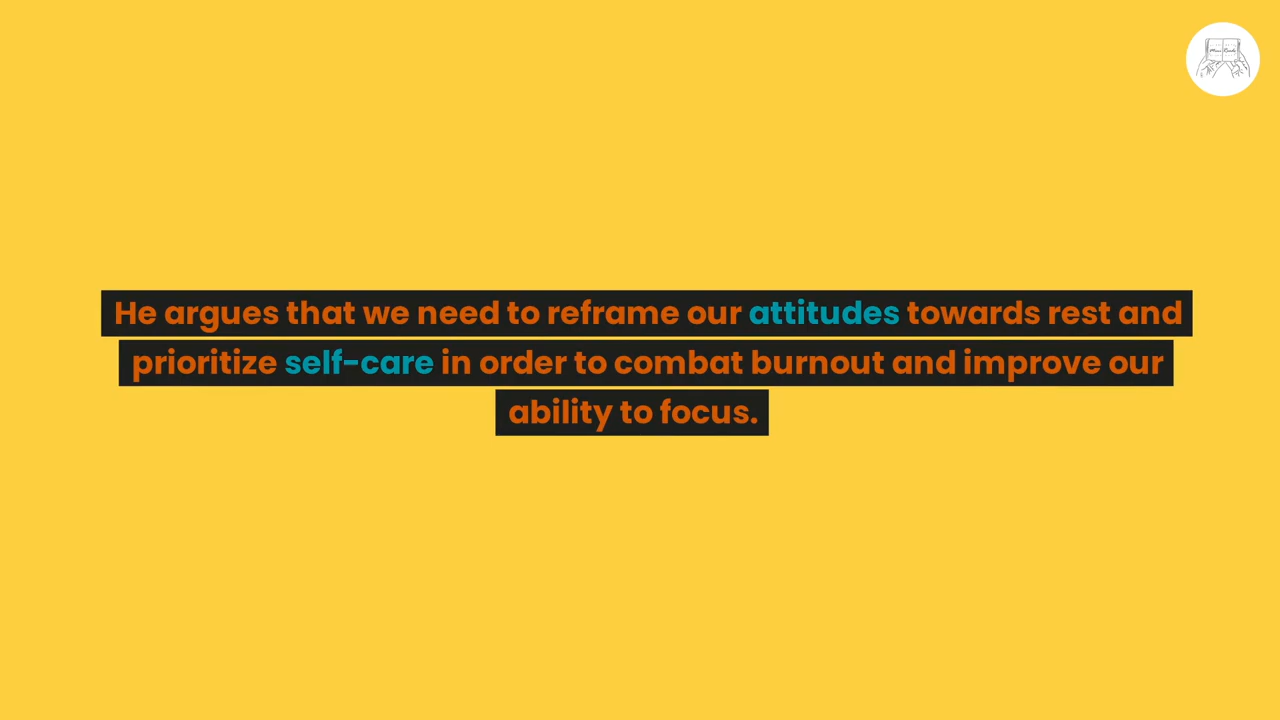 He argues that we need to reframe our attitudes towards rest and
prioritize self-care in order to combat burnout and improve our
ability to focus.